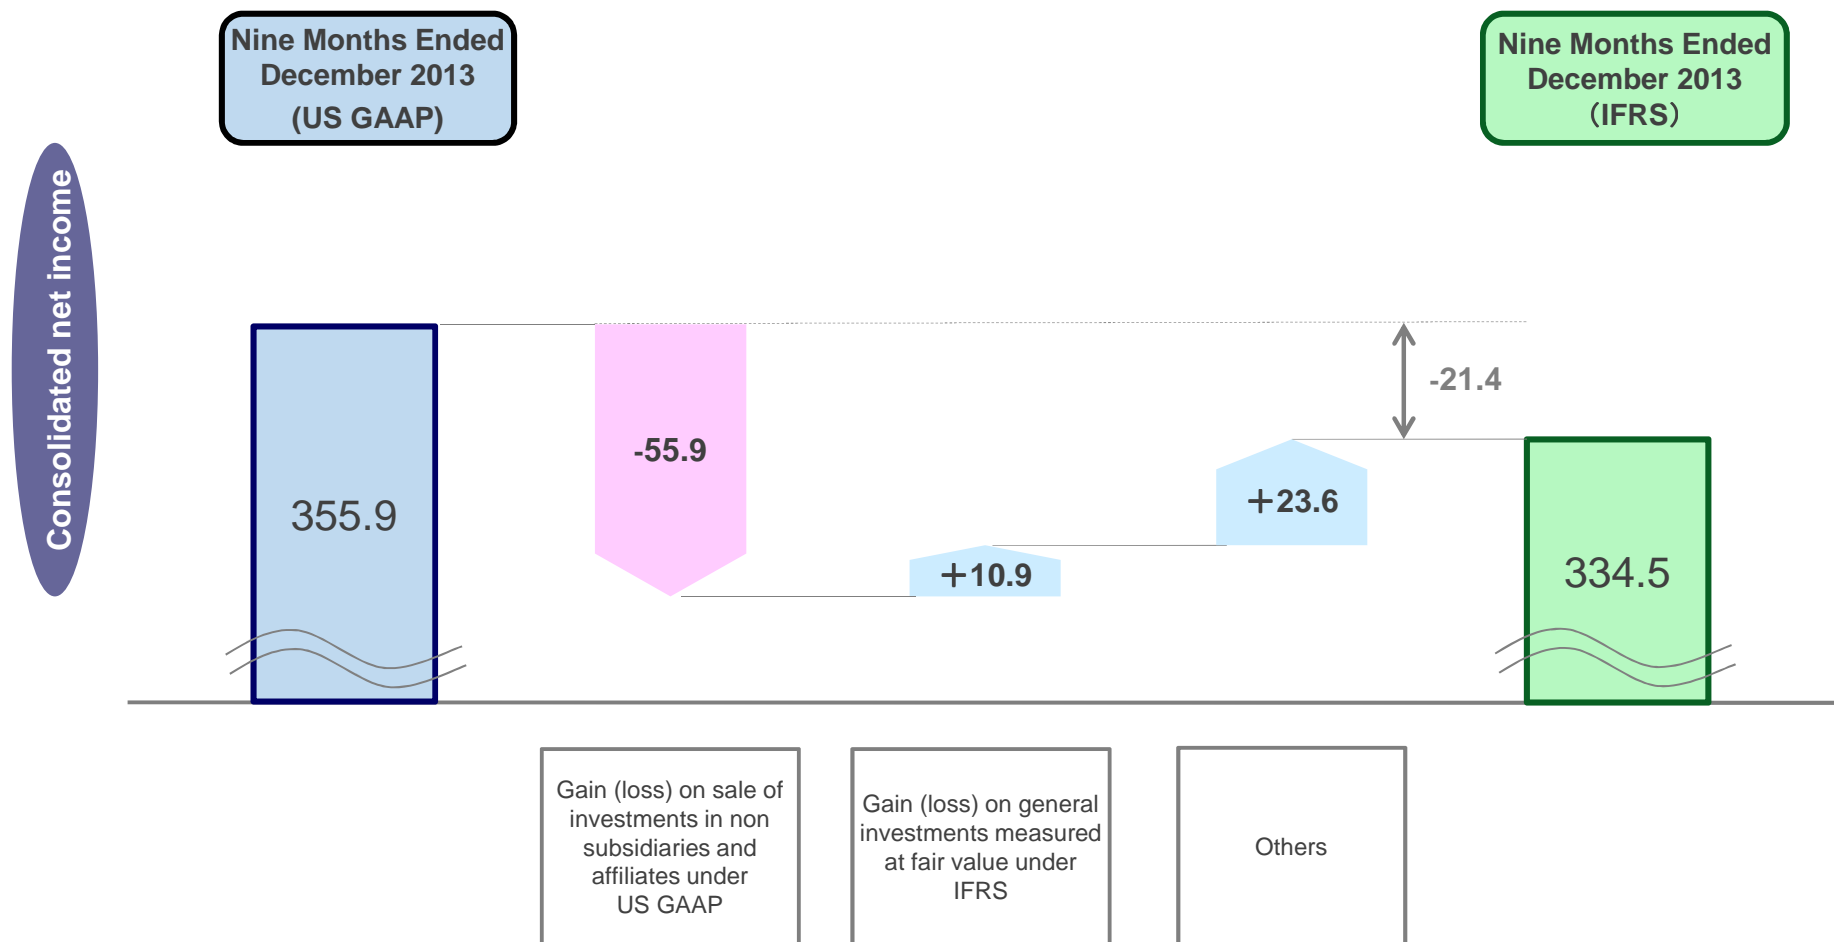 Nine Months Ended
December 2013
(US GAAP)
Nine Months Ended
December 2013
（IFRS）
Consolidated net income
355.9
-55.9
＋10.9
＋23.6
-21.4
334.5
Gain (loss) on sale of
investments in non
subsidiaries and
affiliates under
US GAAP
Gain (loss) on general
investments measured
at fair value under
IFRS
Others